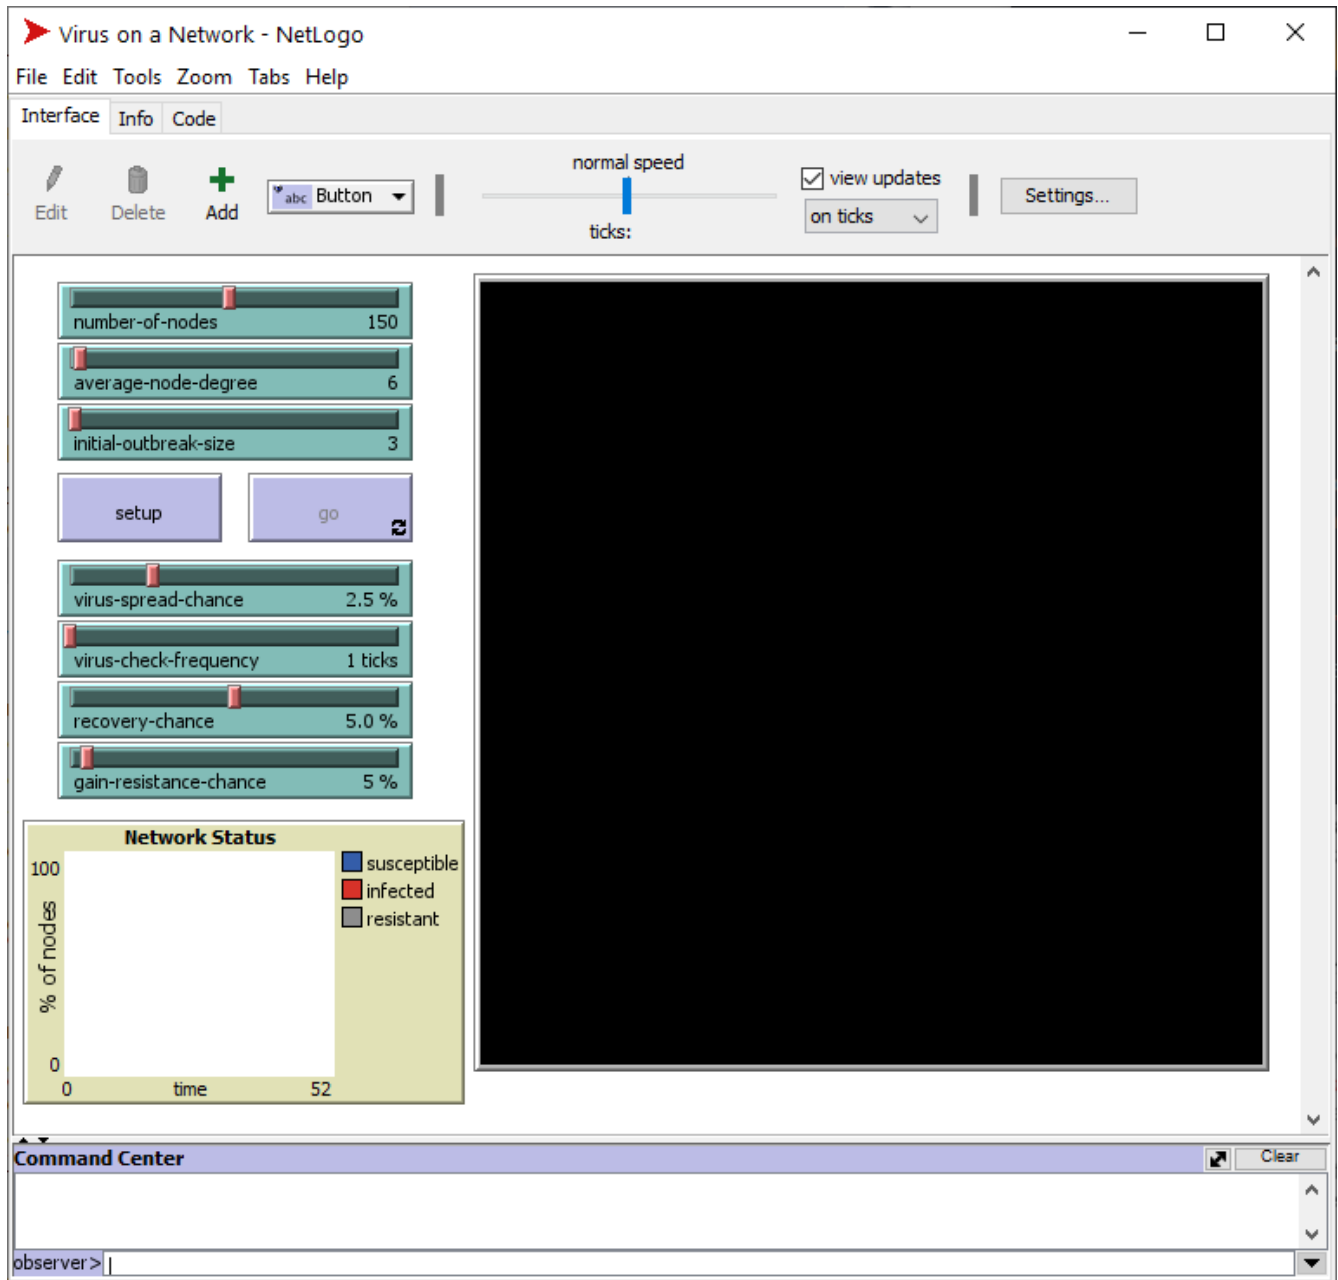 Virus on a Network - NetLogo
File Edit Tools Zoom Tabs Help
Interface Info Code
Edit Delete Add abc Button
normal speed
ticks:
view updates
on ticks
Settings...
number-of-nodes 150
average-node-degree 6
initial-outbreak-size 3
setup go
virus-spread-chance 2.5 %
virus-check-frequency 1 ticks
recovery-chance 5.0 %
gain-resistance-chance 5 %
Network Status
100
% of nodes
0
0 time 52
susceptible
infected
resistant
Command Center Clear
observer>